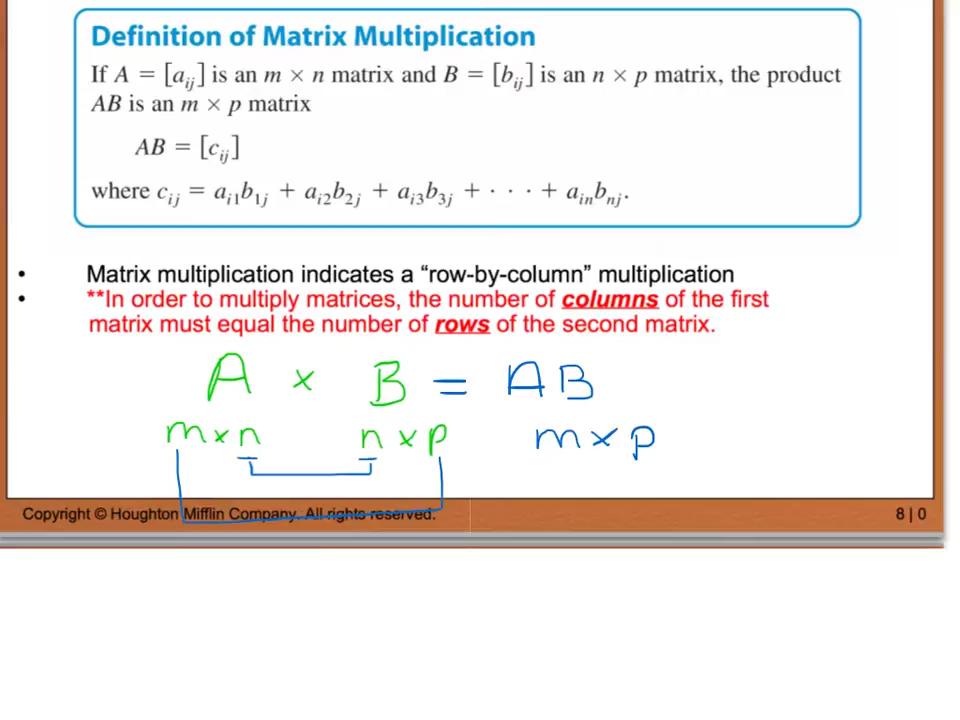 Definition of Matrix Multiplication
If A = [aᵢⱼ] is an m × n matrix and B = [bᵢⱼ] is an n × p matrix, the product
AB is an m × p matrix
AB = [cᵢⱼ]
where cᵢⱼ = aᵢ₁b₁ⱼ + aᵢ₂b₂ⱼ + aᵢ₃b₃ⱼ + · · · + aᵢₙbₙⱼ.
• Matrix multiplication indicates a “row-by-column” multiplication
• **In order to multiply matrices, the number of columns of the first
matrix must equal the number of rows of the second matrix.
A × B = AB
m × n n × p m × p
Copyright © Houghton Mifflin Company. All rights reserved. 8 | 0